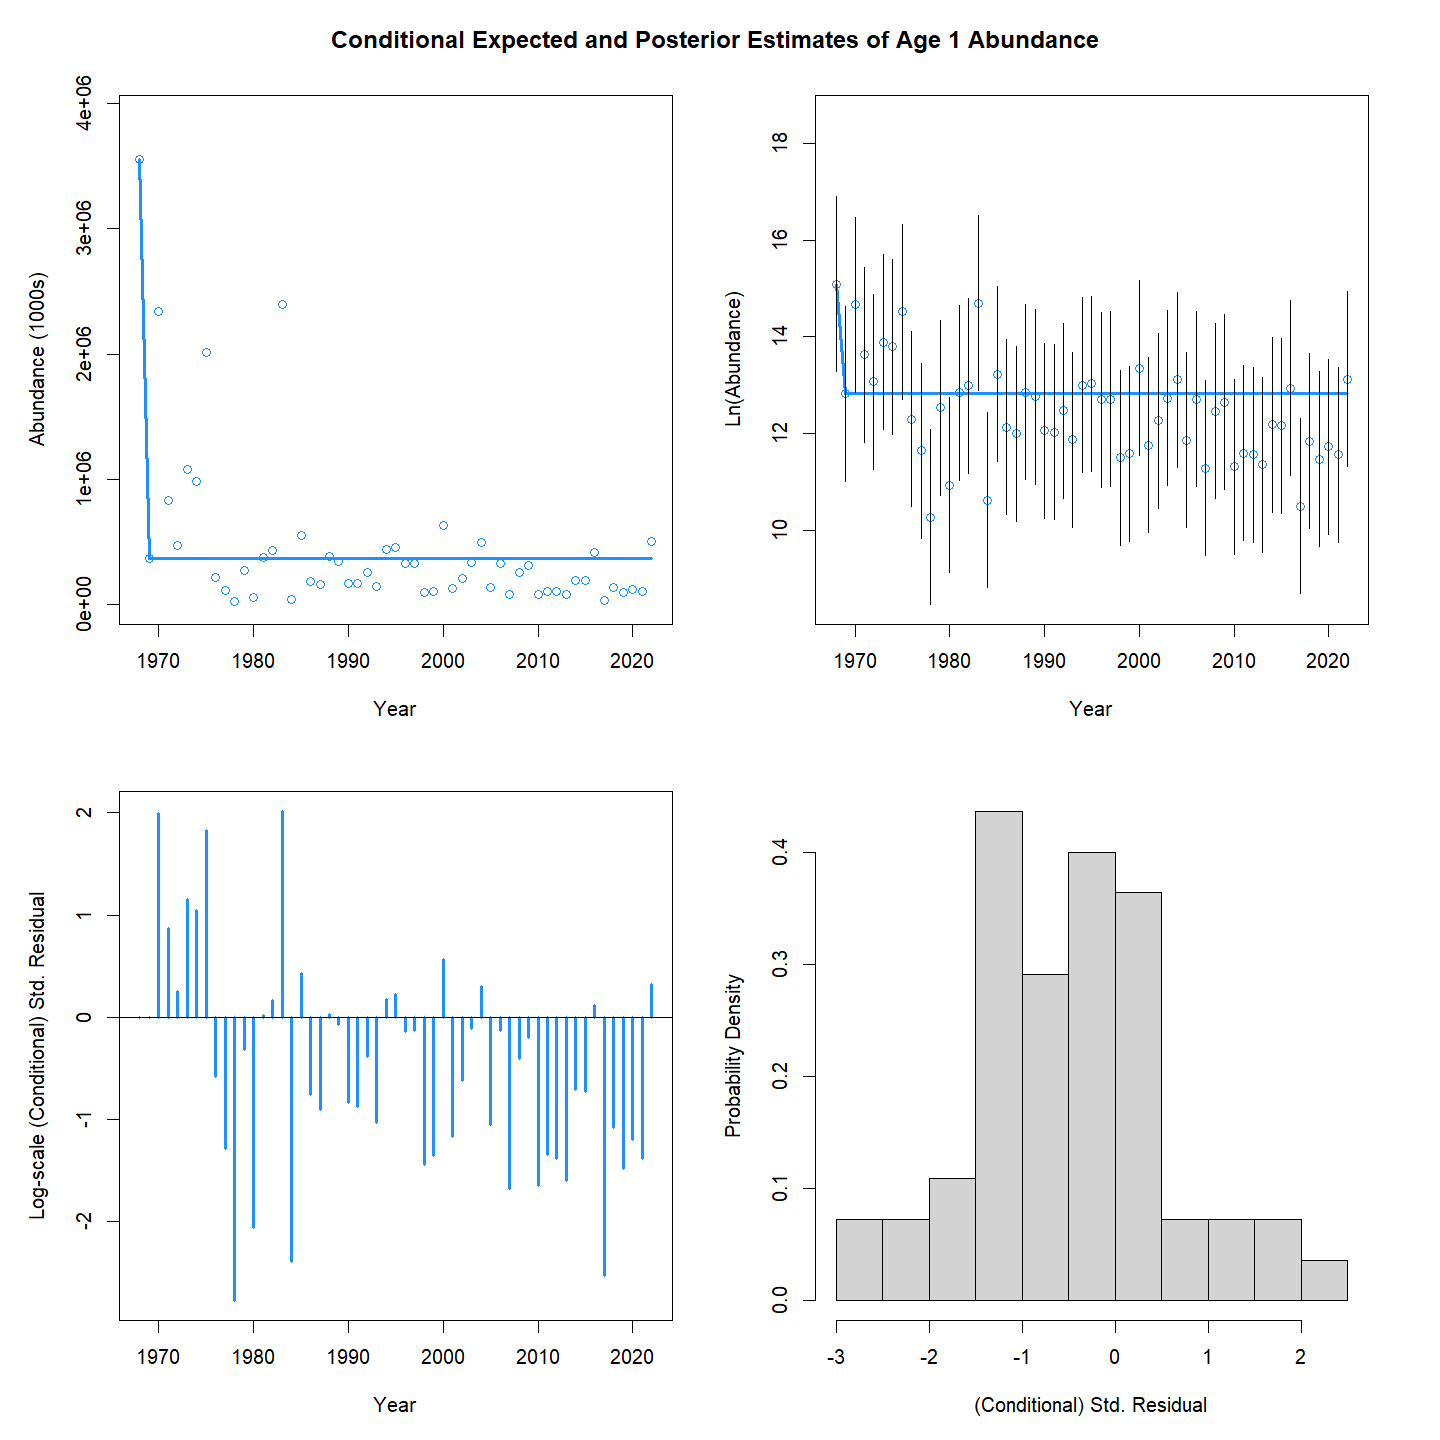 Conditional Expected and Posterior Estimates of Age 1 Abundance
Abundance (1000s)
4e+06
3e+06
2e+06
1e+06
0e+00
1970 1980 1990 2000 2010 2020
Year
Ln(Abundance)
18
16
14
12
10
1970 1980 1990 2000 2010 2020
Year
Log-scale (Conditional) Std. Residual
2
1
0
-1
-2
1970 1980 1990 2000 2010 2020
Year
Probability Density
0.4
0.3
0.2
0.1
0.0
-3 -2 -1 0 1 2
(Conditional) Std. Residual